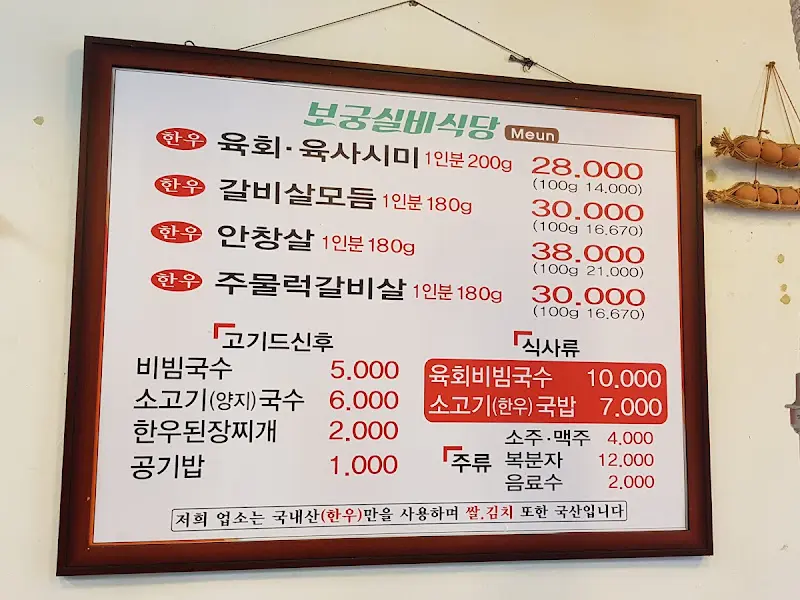 보궁실비식당 Meun
한우 육회·육사시미 1인분 200g 28.000
(100g 14.000)
한우 갈비살모듬 1인분 180g 30.000
(100g 16.670)
한우 안창살 1인분 180g 38.000
(100g 21.000)
한우 주물럭갈비살 1인분 180g 30.000
(100g 16.670)
고기드신후
비빔국수 5.000
소고기(양지)국수 6.000
한우된장찌개 2.000
공기밥 1.000
식사류
육회비빔국수 10.000
소고기(한우)국밥 7.000
주류
소주·맥주 4.000
복분자 12.000
음료수 2.000
저희 업소는 국내산(한우)만을 사용하며 쌀.김치 또한 국산입니다